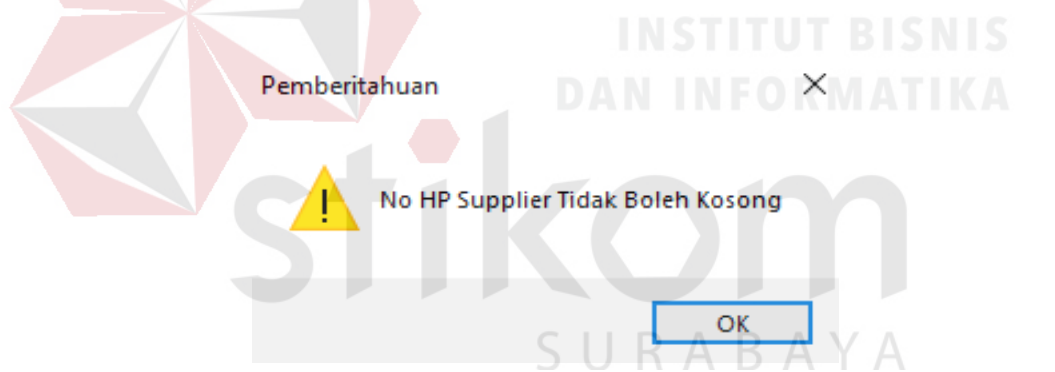 INSTITUT BISNIS
Pemberitahuan
DAN INFORMATIKA
stikom
No HP Supplier Tidak Boleh Kosong
OK
SURABAYA